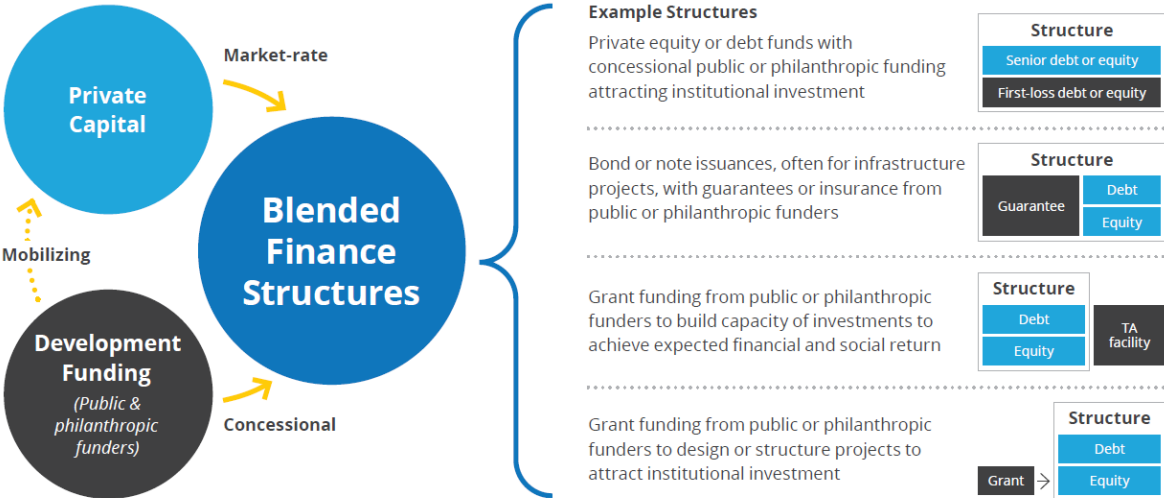 Private
Capital
Market-rate
Mobilizing
Development
Funding
(Public &
philanthropic
funders)
Concessional
Blended
Finance
Structures
Example Structures
Private equity or debt funds with
concessional public or philanthropic funding
attracting institutional investment
Structure
Senior debt or equity
First-loss debt or equity
Bond or note issuances, often for infrastructure
projects, with guarantees or insurance from
public or philanthropic funders
Structure
Guarantee
Debt
Equity
Grant funding from public or philanthropic
funders to build capacity of investments to
achieve expected financial and social return
Structure
Debt
Equity
TA
facility
Grant funding from public or philanthropic
funders to design or structure projects to
attract institutional investment
Structure
Debt
Grant
Equity